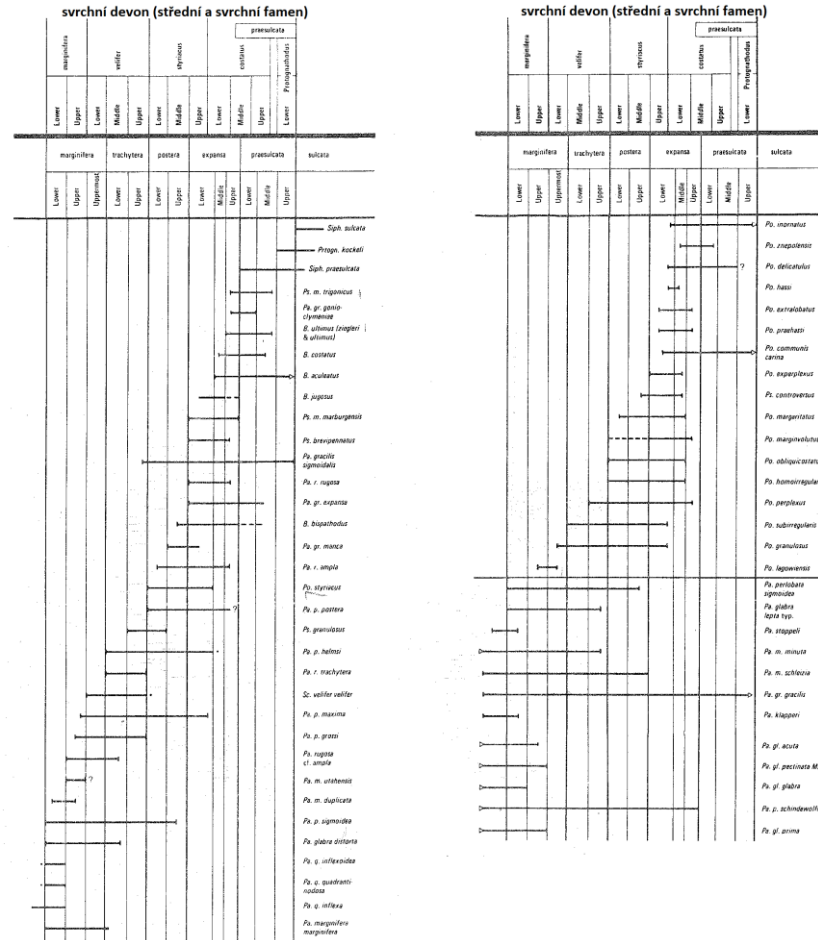 svrchní devon (střední a svrchní famen)
praesulcata
marginifera
velifer
styriacus
costatus
Protognathodus
Lower
Upper
Lower
Middle
Upper
Lower
Middle
Upper
Lower
Middle
Upper
Lower
marginifera
trachytera
postera
expansa
praesulcata
sulcata
Lower
Upper
Uppermost
Lower
Upper
Lower
Upper
Lower
Middle
Upper
Lower
Middle
Upper
Siph. sulcata
Protogn. kockeli
Siph. praesulcata
Ps. m. trigonicus
Pa. gr. gonio-
clymeniae
B. ultimus (ziegleri
& ultimus)
B. costatus
B. aculeatus
B. jugosus
Ps. m. marburgensis
Ps. brevipennatus
Pa. gracilis
sigmoidalis
Pa. r. rugosa
Pa. gr. expansa
B. bispathodus
Pa. gr. manca
Pa. r. ampla
Po. styriacus
Pa. p. postera
?
Ps. granulosus
Pa. p. helmsi
Pa. r. trachytera
Sc. velifer velifer
Pa. p. maxima
Pa. p. grossi
Pa. rugosa
cf. ampla
Pa. m. utahensis
?
Pa. m. duplicata
Pa. p. sigmoidea
Pa. glabra distorta
Pa. q. inflexoidea
Pa. q. quadranti-
nodosa
Pa. q. inflexa
Pa. marginifera
marginifera
svrchní devon (střední a svrchní famen)
praesulcata
marginifera
velifer
styriacus
costatus
Protognathodus
Lower
Upper
Lower
Middle
Upper
Lower
Middle
Upper
Lower
Middle
Upper
Lower
marginifera
trachytera
postera
expansa
praesulcata
sulcata
Lower
Upper
Uppermost
Lower
Upper
Lower
Upper
Lower
Middle
Upper
Lower
Middle
Upper
Po. inornatus
Po. znepolensis
Po. delicatulus
?
Po. hassi
Po. extralobatus
Po. praehassi
Po. communis
carina
Po. experplexus
Ps. controversus
Po. margaritatus
Po. marginvolutus
Po. obliquicostatus
Po. homoirregularis
Po. perplexus
Po. subirregularis
Po. granulosus
Po. lagowiensis
Pa. perlobata
sigmoidea
Pa. glabra
lepta typ.
Pa. stoppeli
Pa. m. minuta
Pa. m. schleizia
Pa. gr. gracilis
Pa. klapperi
Pa. gl. acuta
Pa. gl. pectinata M
Pa. gl. glabra
Pa. p. schindewolfi
Pa. gl. prima